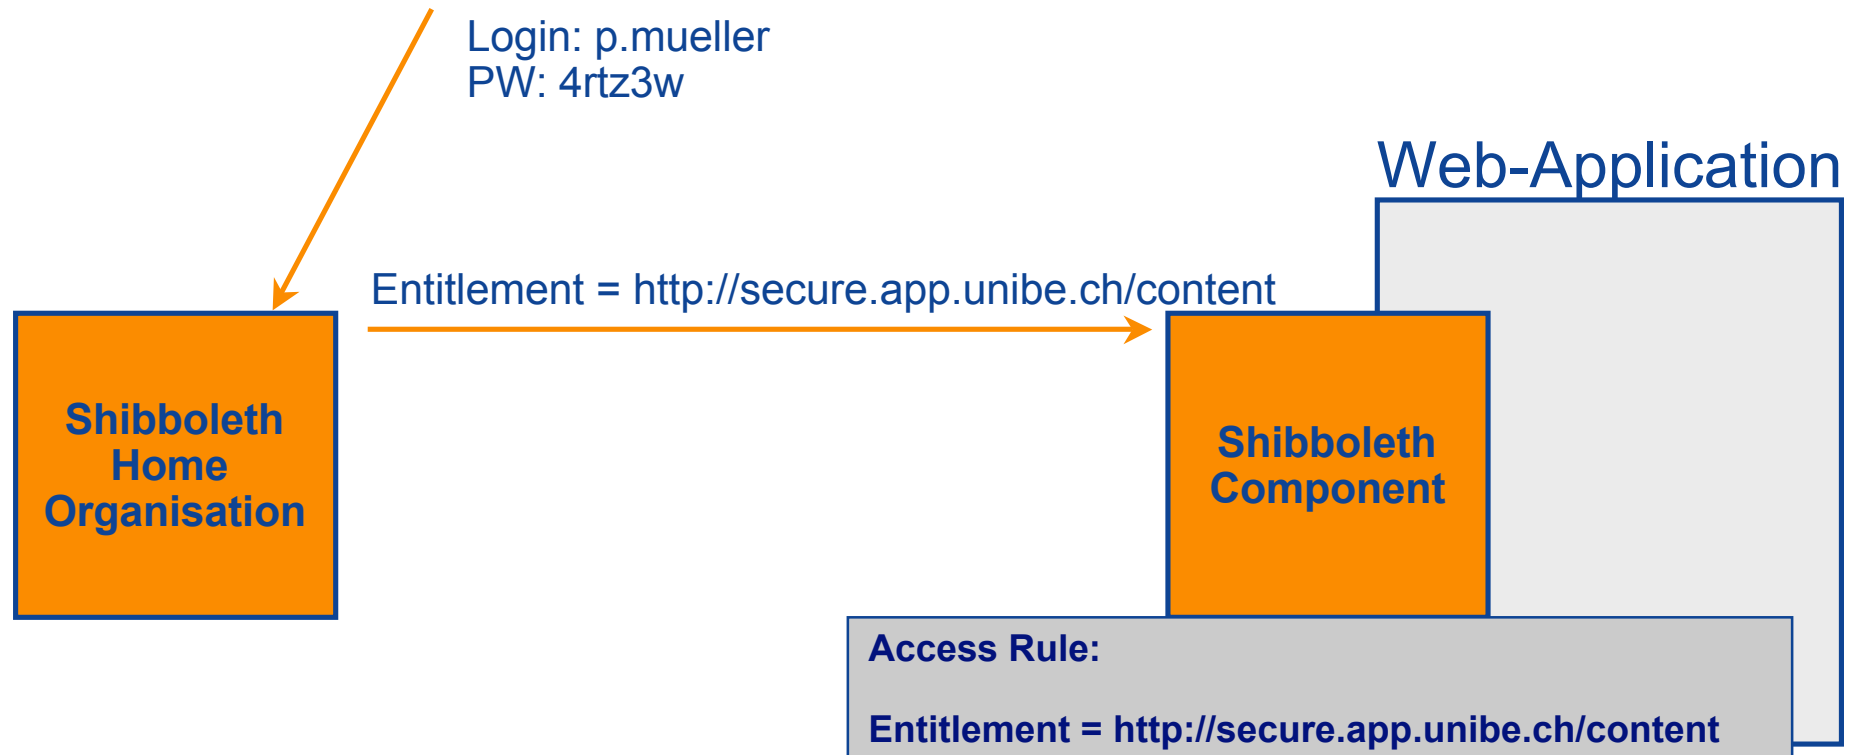 Login: p.mueller
PW: 4rtz3w
Web-Application
Entitlement = http://secure.app.unibe.ch/content
Shibboleth
Home
Organisation
Shibboleth
Component
Access Rule:
Entitlement = http://secure.app.unibe.ch/content